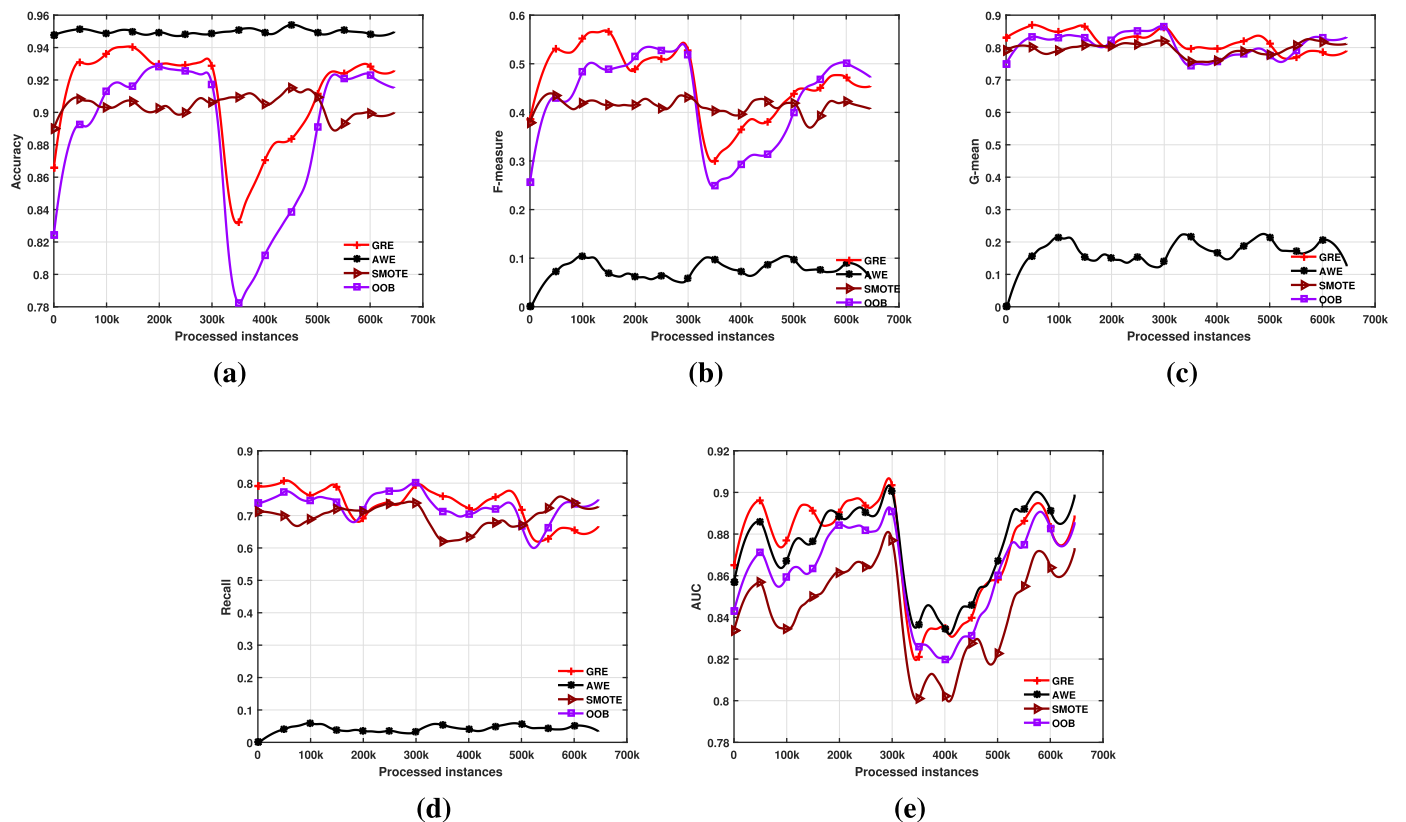 0.96
0.94
0.92
0.9
0.88
0.86
0.84
0.82
0.8
0.78
Accuracy
0 100k 200k 300k 400k 500k 600k 700k
Processed instances
GRE
AWE
SMOTE
OOB
(a)
0.6
0.5
0.4
0.3
0.2
0.1
0
F-measure
0 100k 200k 300k 400k 500k 600k 700k
Processed instances
GRE
AWE
SMOTE
OOB
(b)
0.9
0.8
0.7
0.6
0.5
0.4
0.3
0.2
0.1
0
G-mean
0 100k 200k 300k 400k 500k 600k 700k
Processed instances
GRE
AWE
SMOTE
OOB
(c)
0.9
0.8
0.7
0.6
0.5
0.4
0.3
0.2
0.1
0
Recall
0 100k 200k 300k 400k 500k 600k 700k
Processed instances
GRE
AWE
SMOTE
OOB
(d)
0.92
0.9
0.88
0.86
0.84
0.82
0.8
0.78
AUC
0 100k 200k 300k 400k 500k 600k 700k
Processed instances
GRE
AWE
SMOTE
OOB
(e)